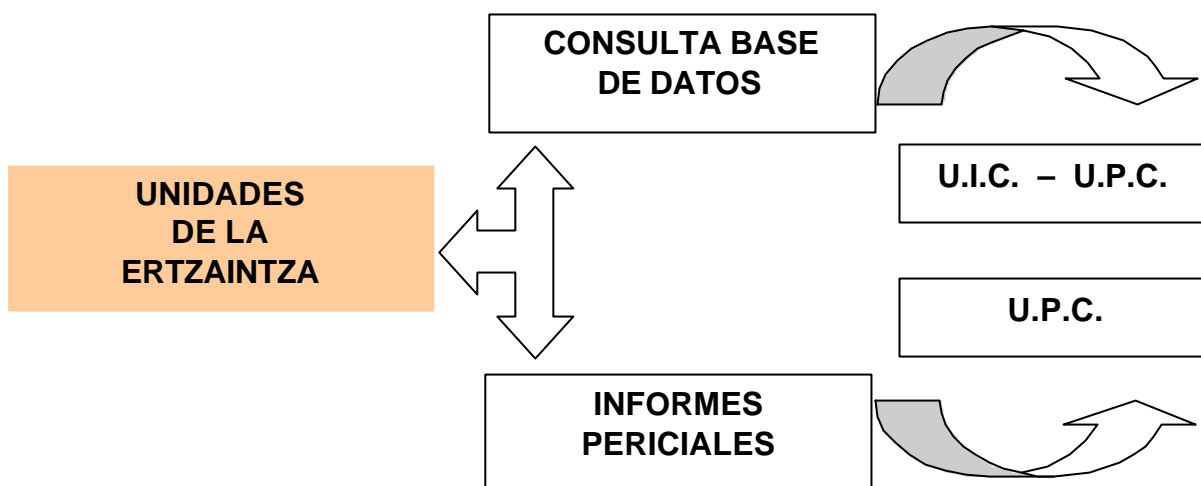 CONSULTA BASE
DE DATOS
U.I.C. – U.P.C.
UNIDADES
DE LA
ERTZAINTZA
U.P.C.
INFORMES
PERICIALES